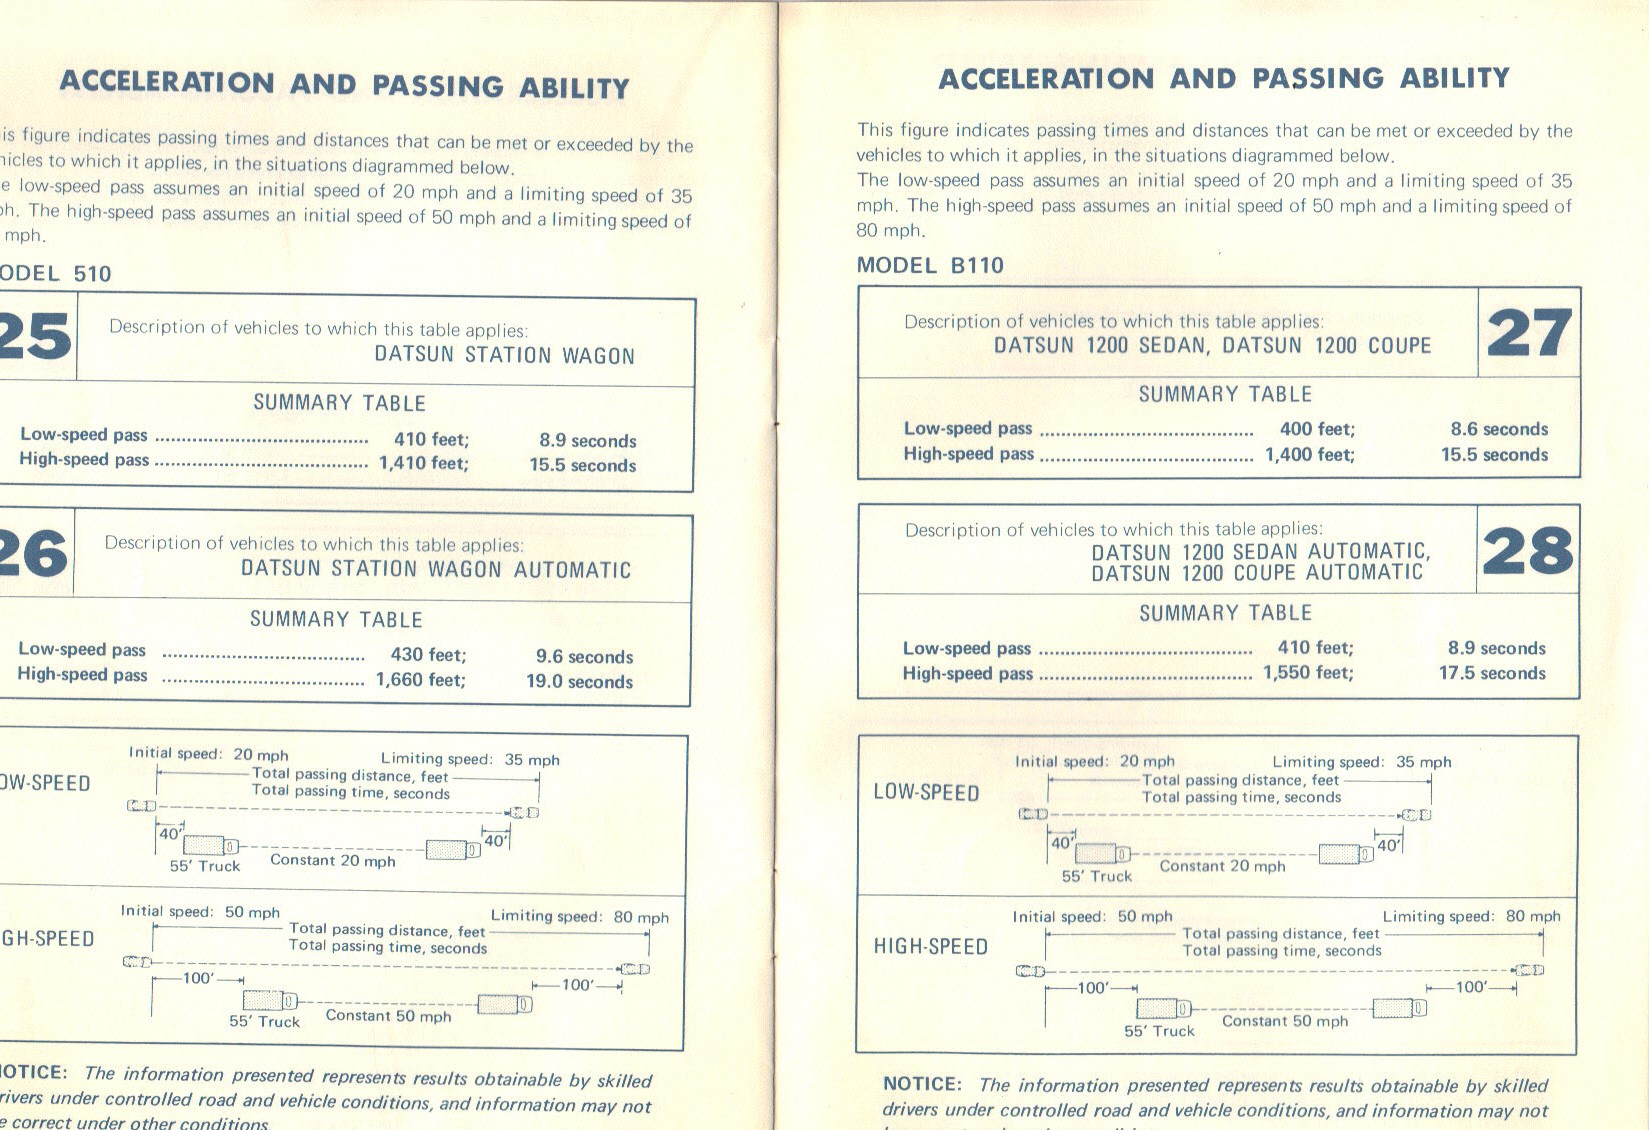 ACCELERATION AND PASSING ABILITY
is figure indicates passing times and distances that can be met or exceeded by the
icles to which it applies, in the situations diagrammed below.
e low-speed pass assumes an initial speed of 20 mph and a limiting speed of 35
h. The high-speed pass assumes an initial speed of 50 mph and a limiting speed of
mph.
ODEL 510
25
Description of vehicles to which this table applies:
DATSUN STATION WAGON
SUMMARY TABLE
Low-speed pass ...................................... 410 feet; 8.9 seconds
High-speed pass ...................................... 1,410 feet; 15.5 seconds
26
Description of vehicles to which this table applies:
DATSUN STATION WAGON AUTOMATIC
SUMMARY TABLE
Low-speed pass .................................... 430 feet; 9.6 seconds
High-speed pass .................................... 1,660 feet; 19.0 seconds
Initial speed: 20 mph Limiting speed: 35 mph
Total passing distance, feet
OW-SPEED
Total passing time, seconds
40' 40'
55' Truck Constant 20 mph
Initial speed: 50 mph Limiting speed: 80 mph
Total passing distance, feet
GH-SPEED
Total passing time, seconds
100' 100'
55' Truck Constant 50 mph
OTICE: The information presented represents results obtainable by skilled
rivers under controlled road and vehicle conditions, and information may not
e correct under other conditions.
ACCELERATION AND PASSING ABILITY
This figure indicates passing times and distances that can be met or exceeded by the
vehicles to which it applies, in the situations diagrammed below.
The low-speed pass assumes an initial speed of 20 mph and a limiting speed of 35
mph. The high-speed pass assumes an initial speed of 50 mph and a limiting speed of
80 mph.
MODEL B110
Description of vehicles to which this table applies:
DATSUN 1200 SEDAN, DATSUN 1200 COUPE
27
SUMMARY TABLE
Low-speed pass ...................................... 400 feet; 8.6 seconds
High-speed pass ...................................... 1,400 feet; 15.5 seconds
Description of vehicles to which this table applies:
DATSUN 1200 SEDAN AUTOMATIC,
DATSUN 1200 COUPE AUTOMATIC
28
SUMMARY TABLE
Low-speed pass ...................................... 410 feet; 8.9 seconds
High-speed pass ...................................... 1,550 feet; 17.5 seconds
Initial speed: 20 mph Limiting speed: 35 mph
Total passing distance, feet
LOW-SPEED
Total passing time, seconds
40' 40'
55' Truck Constant 20 mph
Initial speed: 50 mph Limiting speed: 80 mph
Total passing distance, feet
HIGH-SPEED
Total passing time, seconds
100' 100'
55' Truck Constant 50 mph
NOTICE: The information presented represents results obtainable by skilled
drivers under controlled road and vehicle conditions, and information may not